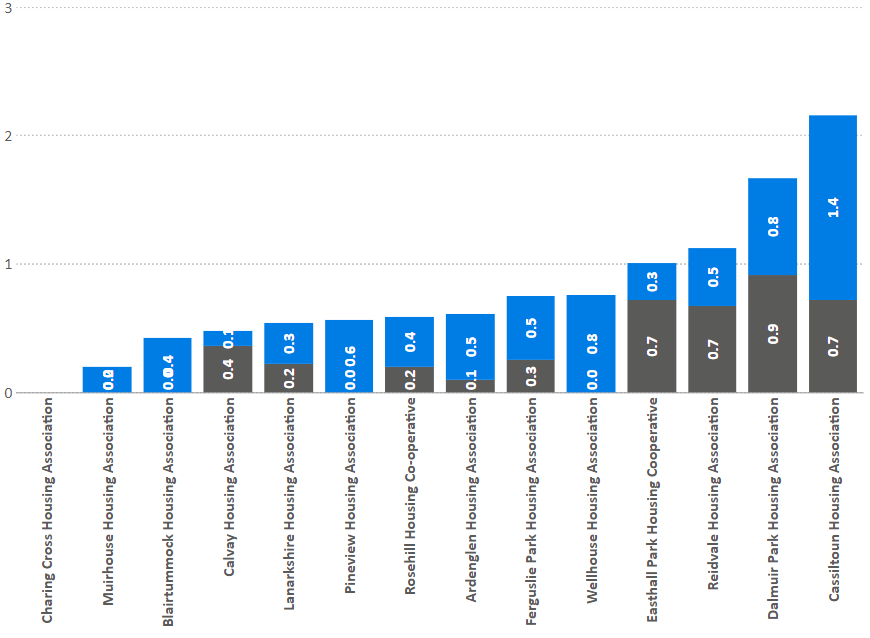 3
2
1
0
0.0
0.4
0.4
0.2
0.3
0.0
0.6
0.2
0.4
0.1
0.5
0.3
0.5
0.0
0.8
0.7
0.3
0.7
0.5
0.9
0.8
0.7
1.4
Charing Cross Housing Association
Muirhouse Housing Association
Blairtummock Housing Association
Calvay Housing Association
Lanarkshire Housing Association
Pineview Housing Association
Rosehill Housing Co-operative
Ardenglen Housing Association
Ferguslie Park Housing Association
Wellhouse Housing Association
Easthall Park Housing Cooperative
Reidvale Housing Association
Dalmuir Park Housing Association
Cassiltoun Housing Association